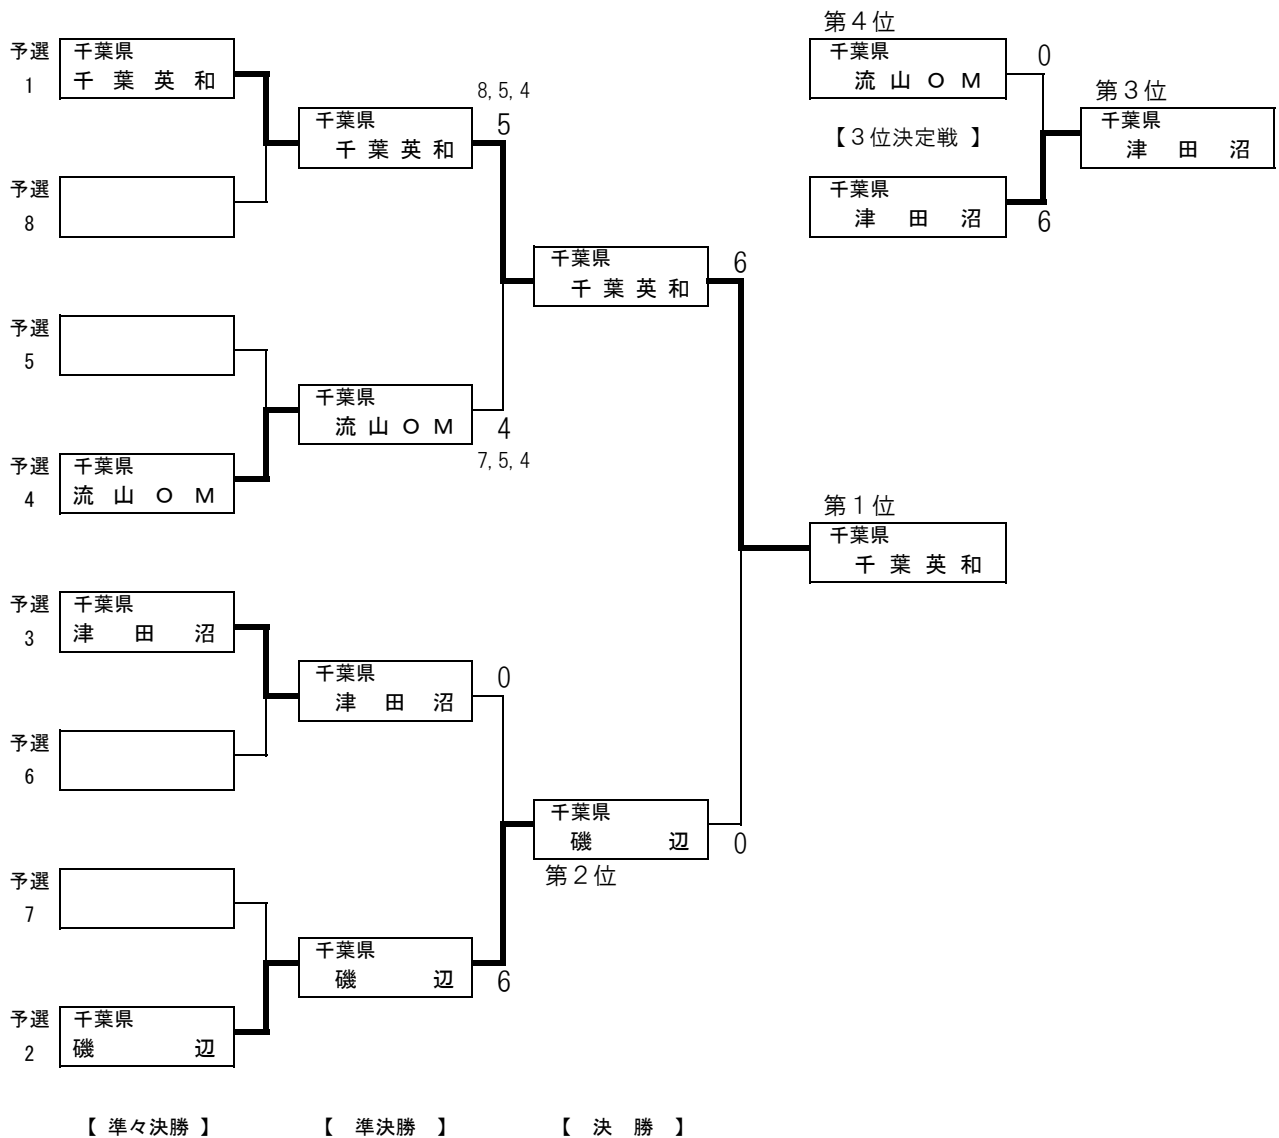 予選
1
千葉県
千葉英和
予選
8
予選
5
予選
4
千葉県
流山ＯＭ
予選
3
千葉県
津田沼
予選
6
予選
7
予選
2
千葉県
磯辺
【 準々決勝 】
千葉県
千葉英和
8,5,4
5
千葉県
流山ＯＭ
4
7,5,4
千葉県
津田沼
0
千葉県
磯辺
6
【 準決勝 】
千葉県
千葉英和
6
千葉県
磯辺
0
第２位
【 決勝 】
第１位
千葉県
千葉英和
第４位
千葉県
流山ＯＭ
0
【３位決定戦 】
千葉県
津田沼
6
第３位
千葉県
津田沼